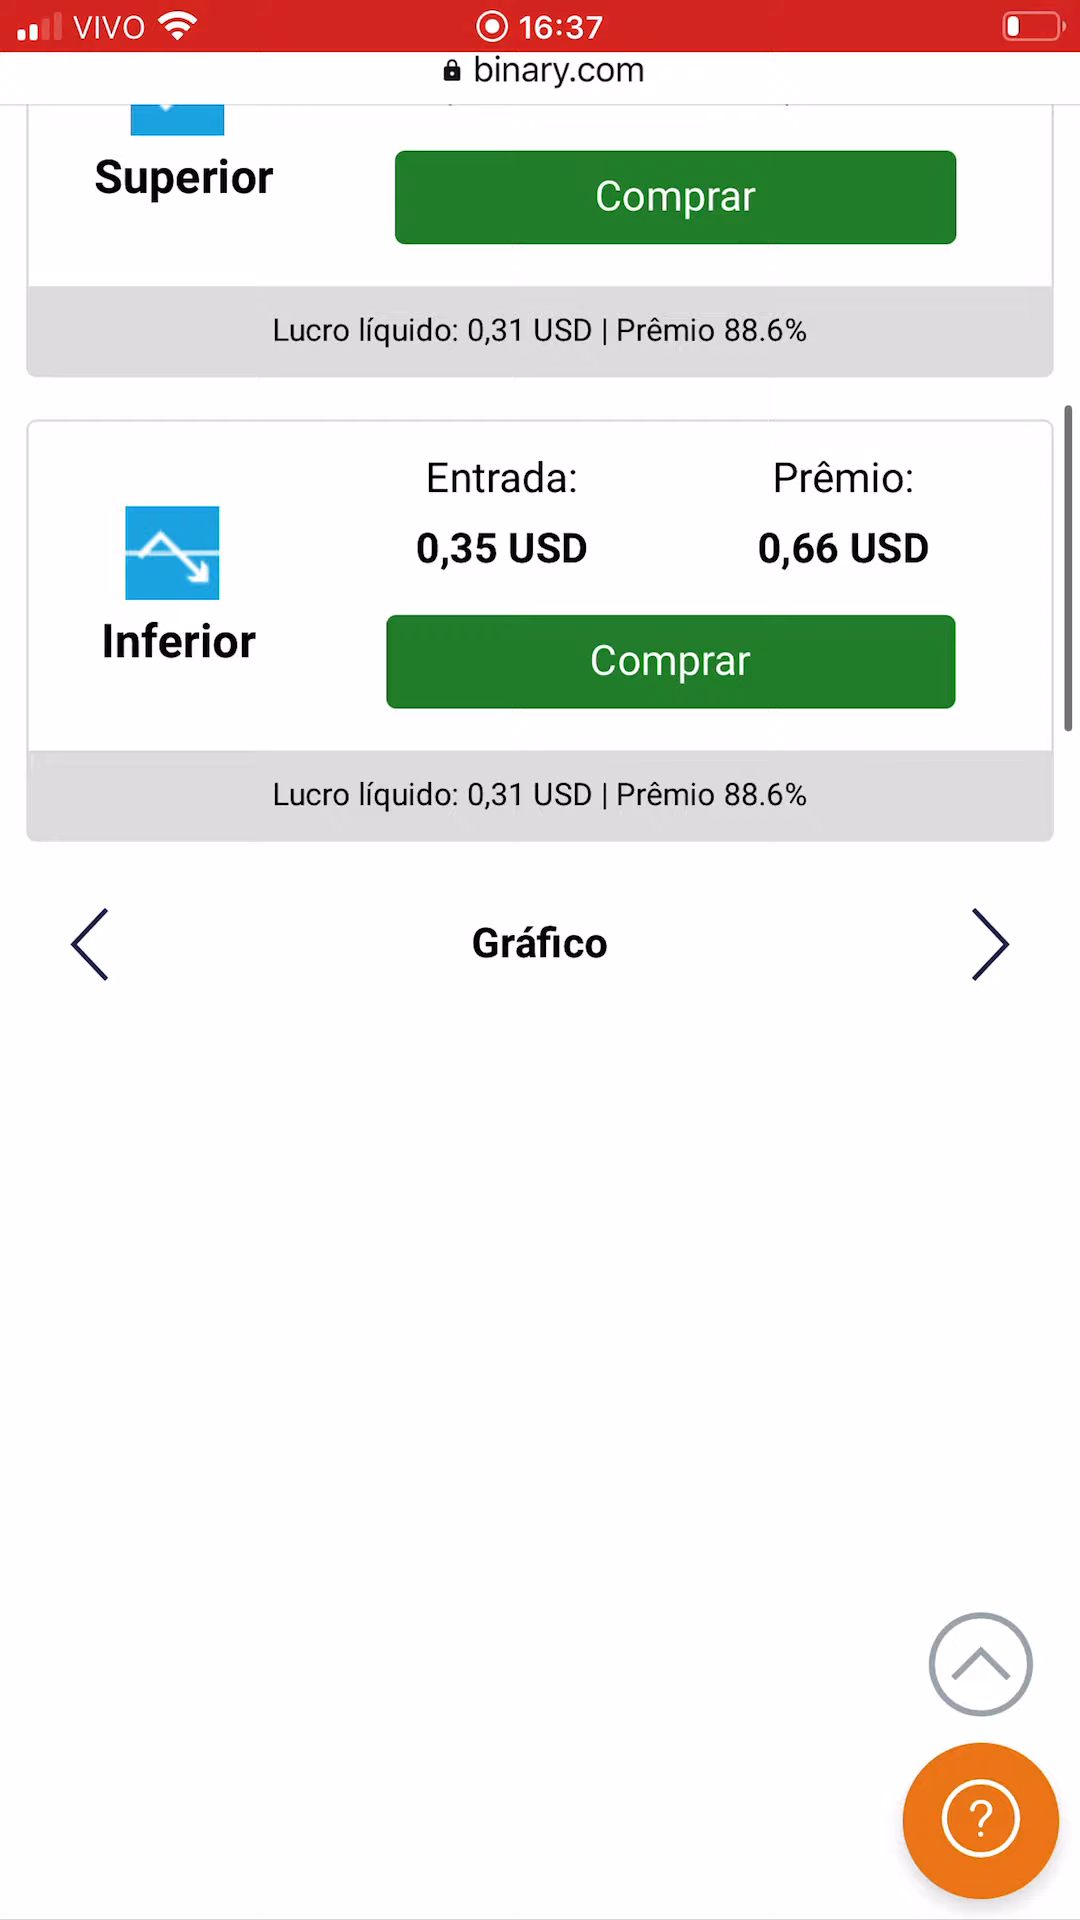 VIVO 16:37
binary.com
Superior
Comprar
Lucro líquido: 0,31 USD | Prêmio 88.6%
Entrada: Prêmio:
0,35 USD 0,66 USD
Inferior
Comprar
Lucro líquido: 0,31 USD | Prêmio 88.6%
Gráfico
?